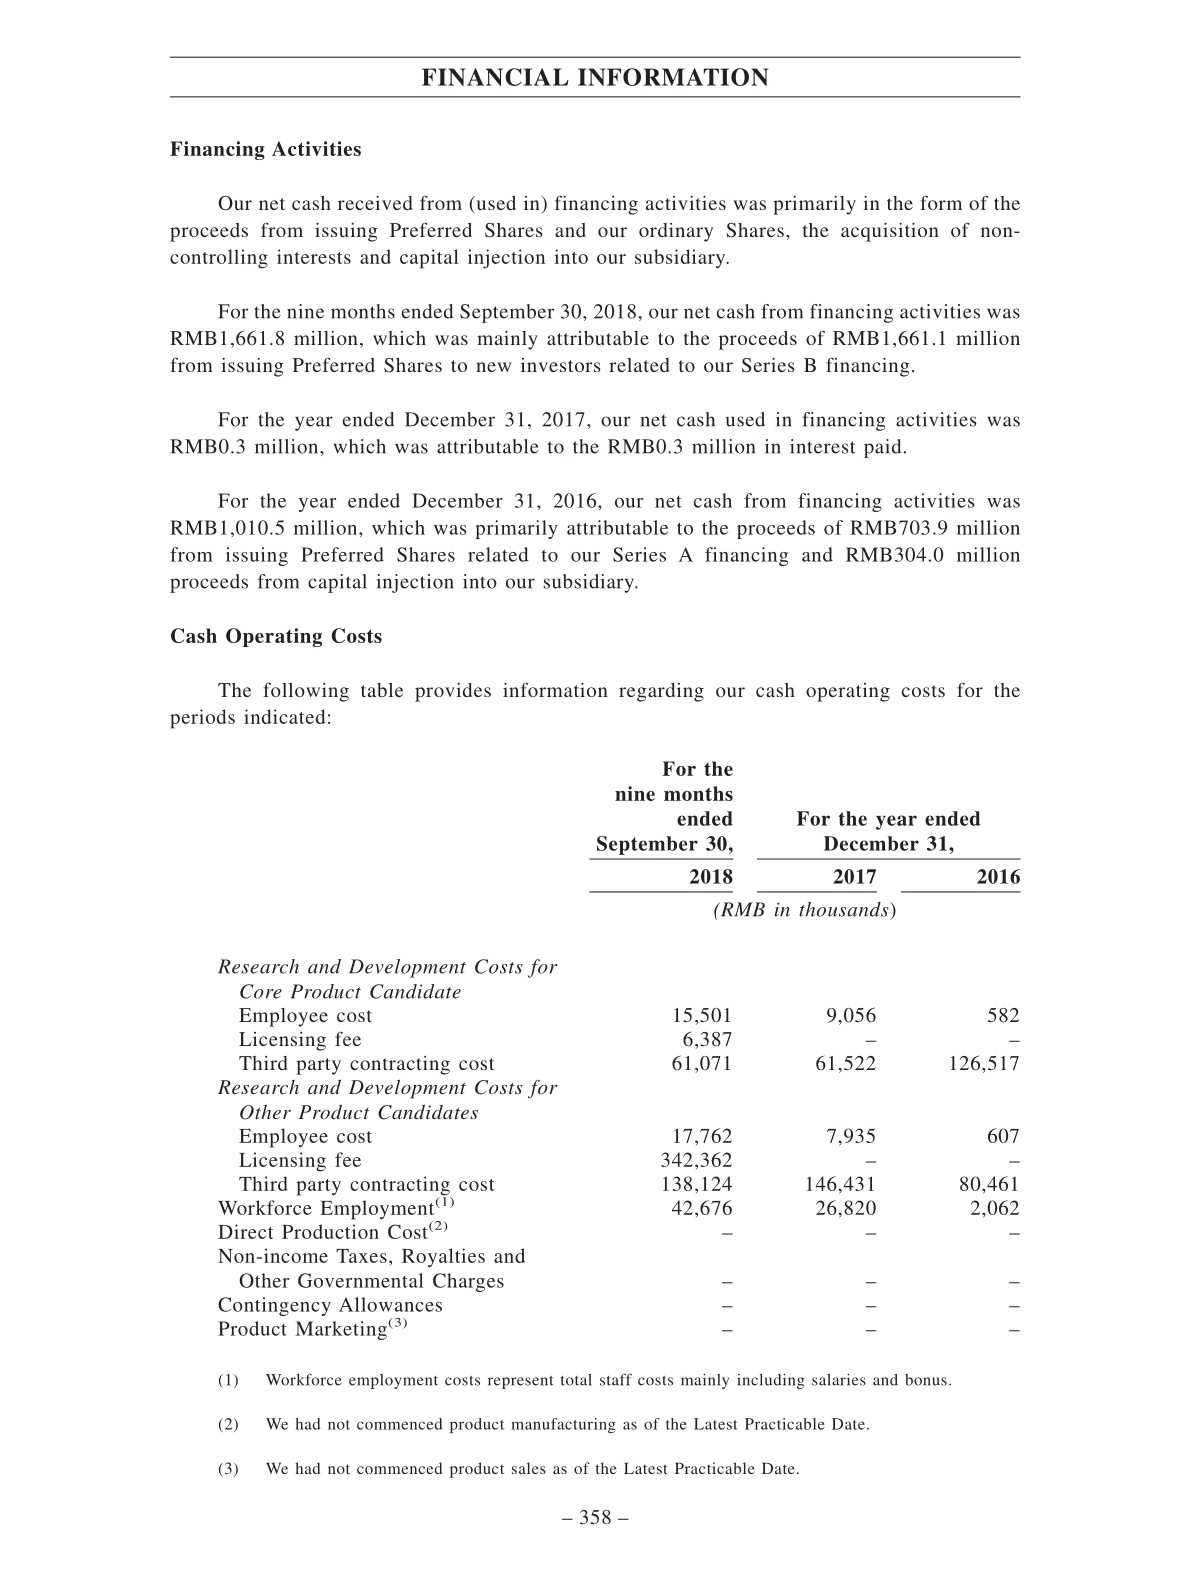 FINANCIAL INFORMATION
Financing Activities
Our net cash received from (used in) financing activities was primarily in the form of the
proceeds from issuing Preferred Shares and our ordinary Shares, the acquisition of non-
controlling interests and capital injection into our subsidiary.
For the nine months ended September 30, 2018, our net cash from financing activities was
RMB1,661.8 million, which was mainly attributable to the proceeds of RMB1,661.1 million
from issuing Preferred Shares to new investors related to our Series B financing.
For the year ended December 31, 2017, our net cash used in financing activities was
RMB0.3 million, which was attributable to the RMB0.3 million in interest paid.
For the year ended December 31, 2016, our net cash from financing activities was
RMB1,010.5 million, which was primarily attributable to the proceeds of RMB703.9 million
from issuing Preferred Shares related to our Series A financing and RMB304.0 million
proceeds from capital injection into our subsidiary.
Cash Operating Costs
The following table provides information regarding our cash operating costs for the
periods indicated:
For the
nine months
ended For the year ended
September 30, December 31,
2018 2017 2016
(RMB in thousands)
Research and Development Costs for
Core Product Candidate
Employee cost 15,501 9,056 582
Licensing fee 6,387 – –
Third party contracting cost 61,071 61,522 126,517
Research and Development Costs for
Other Product Candidates
Employee cost 17,762 7,935 607
Licensing fee 342,362 – –
Third party contracting cost 138,124 146,431 80,461
Workforce Employment(1) 42,676 26,820 2,062
Direct Production Cost(2) – – –
Non-income Taxes, Royalties and
Other Governmental Charges – – –
Contingency Allowances – – –
Product Marketing(3) – – –
(1) Workforce employment costs represent total staff costs mainly including salaries and bonus.
(2) We had not commenced product manufacturing as of the Latest Practicable Date.
(3) We had not commenced product sales as of the Latest Practicable Date.
– 358 –